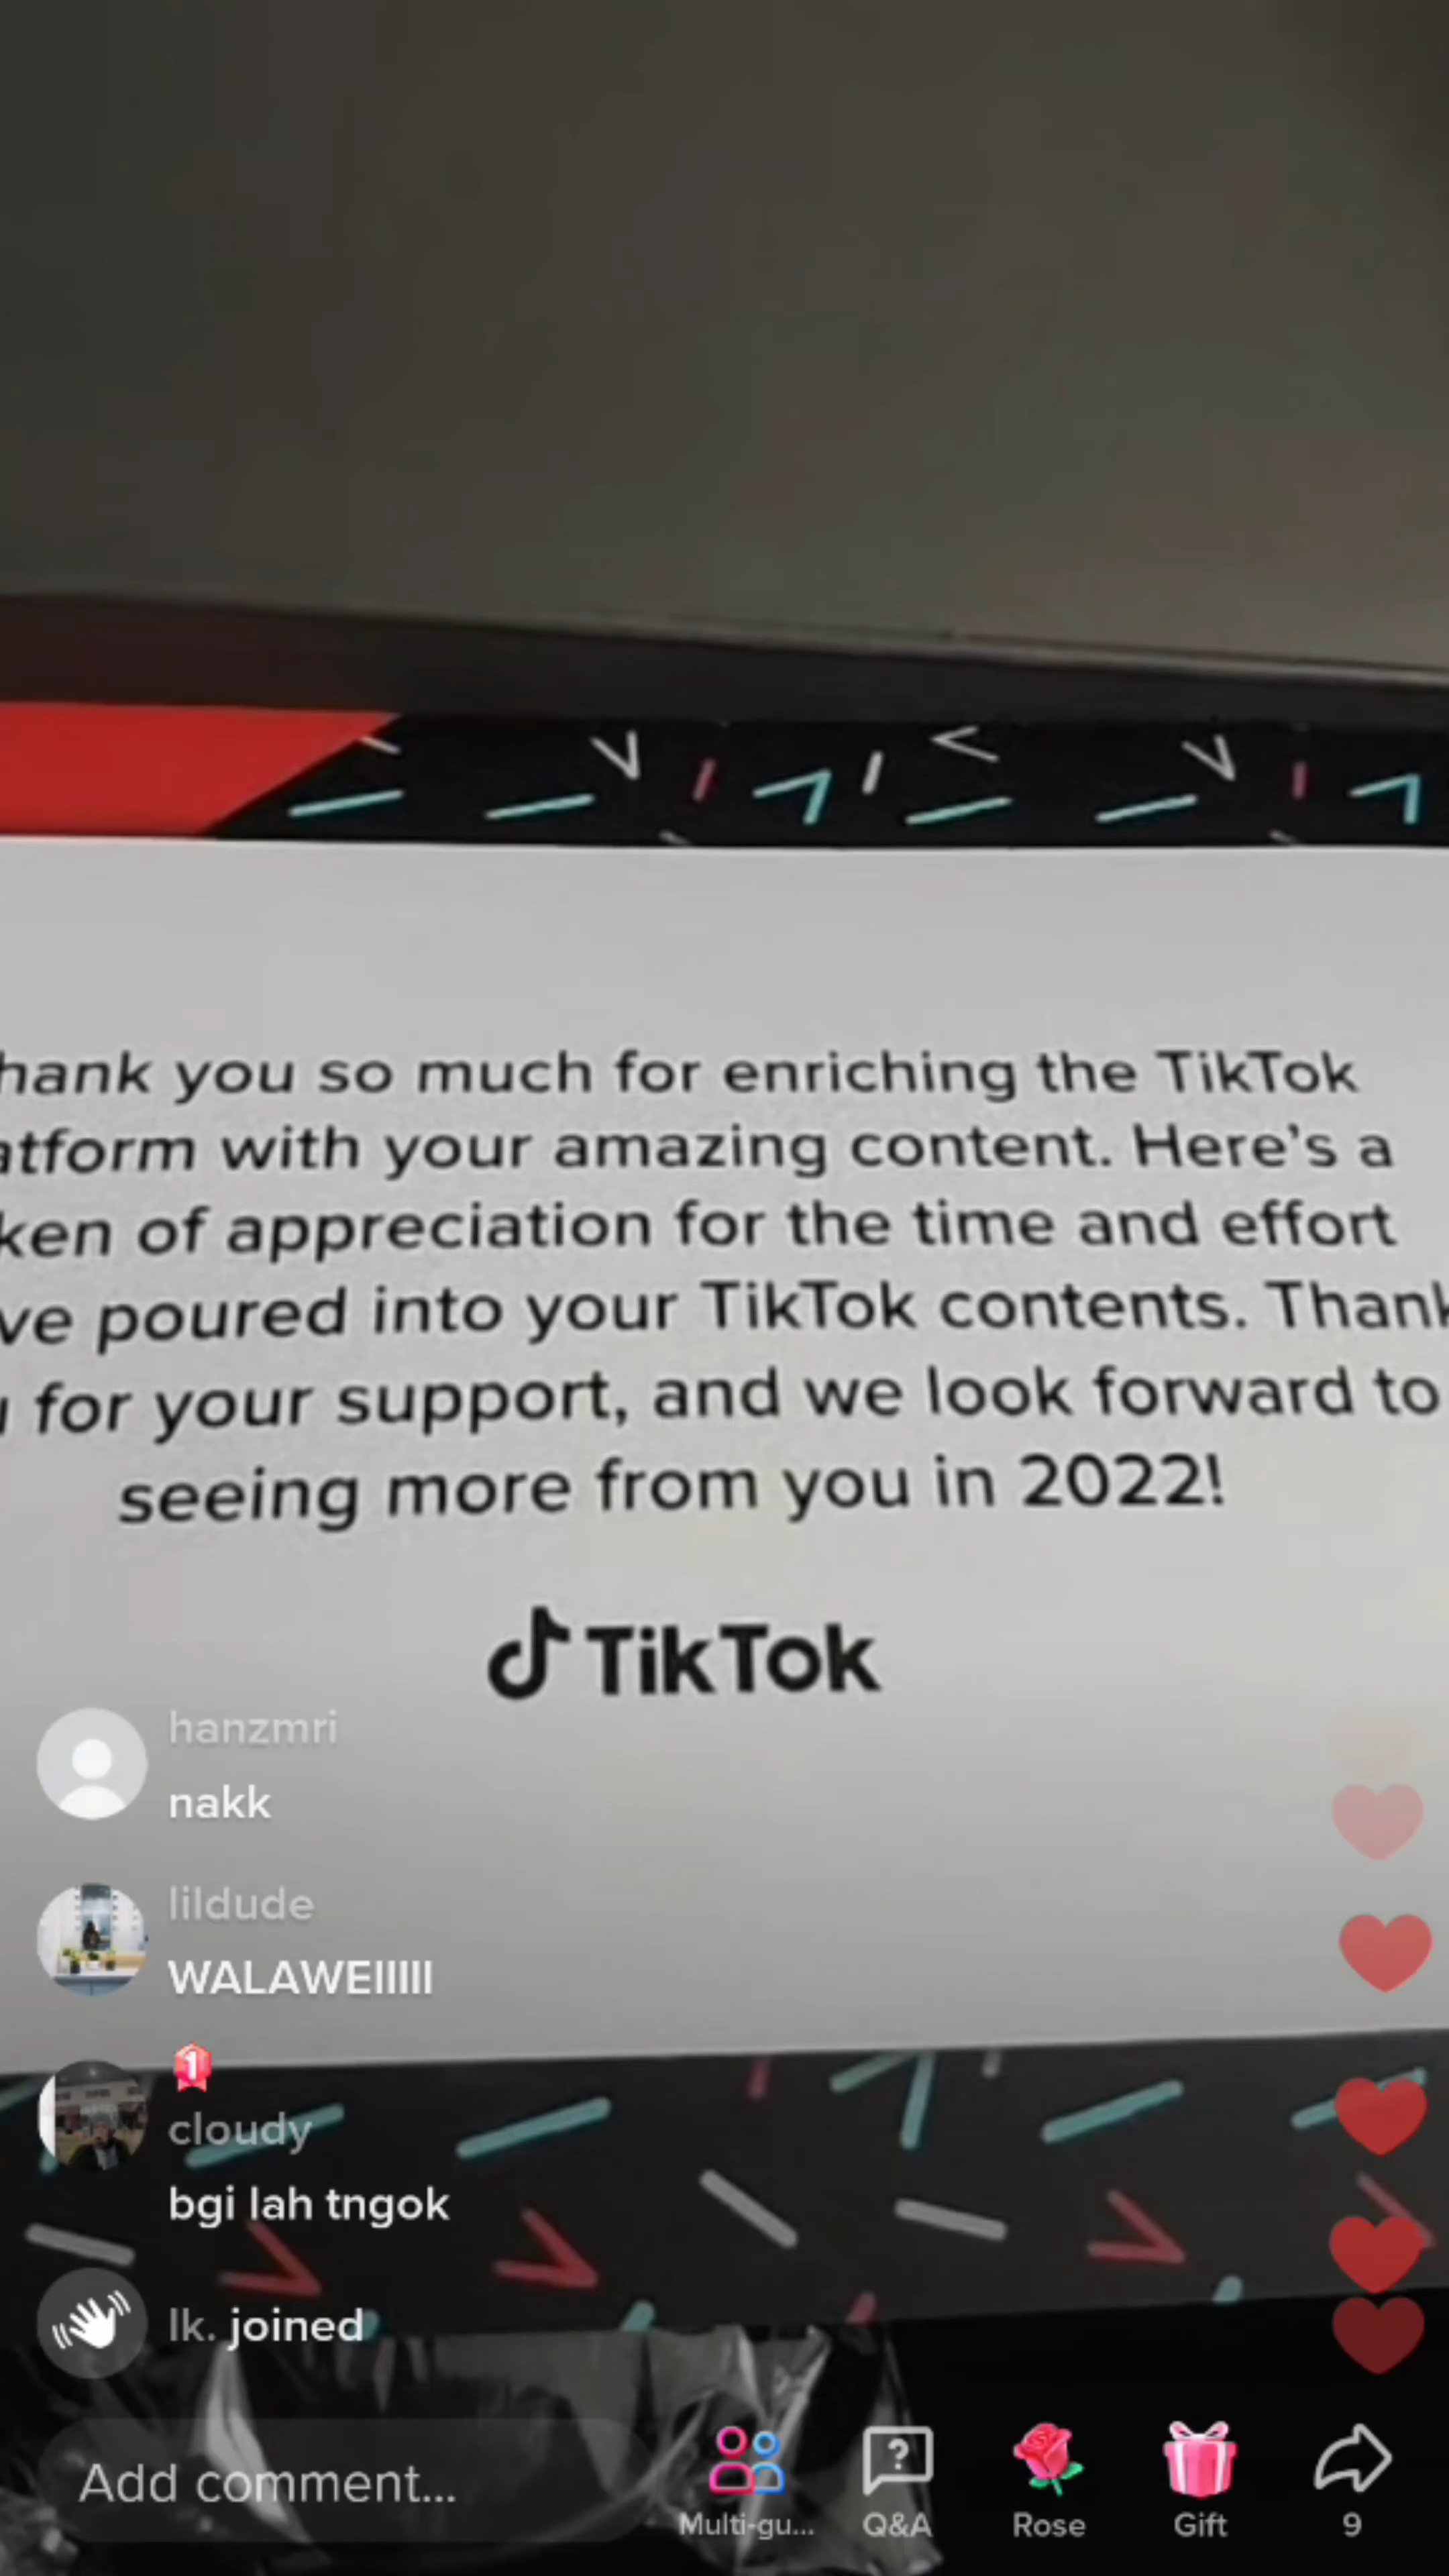 hank you so much for enriching the TikTok
atform with your amazing content. Here's a
ken of appreciation for the time and effort
ve poured into your TikTok contents. Thank
for your support, and we look forward to
seeing more from you in 2022!
TikTok
hanzmri
nakk
lildude
WALAWEIIIII
1
cloudy
bgi lah tngok
lk. joined
Add comment...
Multi-gu...
Q&A
Rose
Gift
9